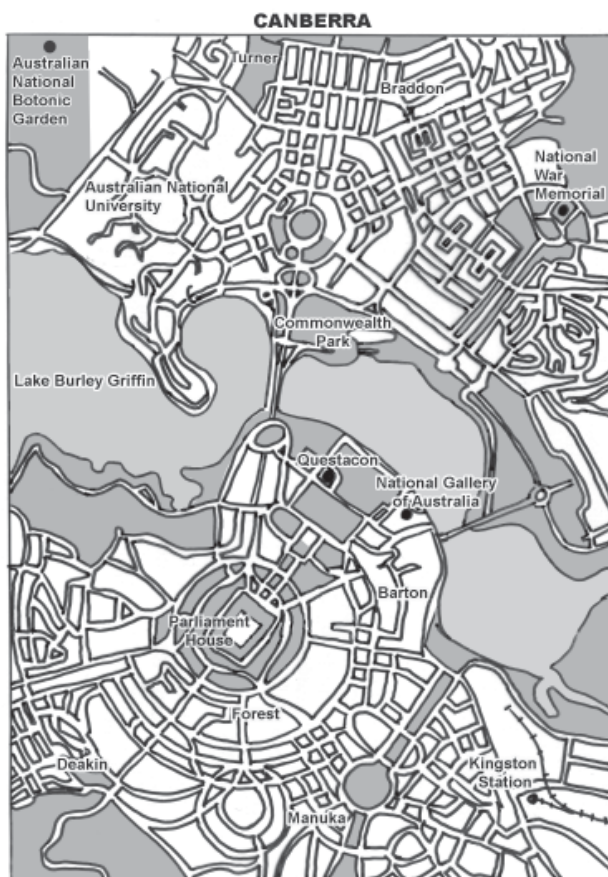 CANBERRA
Australian
National
Botonic
Garden
Turner
Braddon
National
War
Memorial
Australian National
University
Commonwealth
Park
Lake Burley Griffin
Questacon
National Gallery
of Australia
Barton
Parliament
House
Forest
Deakin
Kingston
Station
Manuka